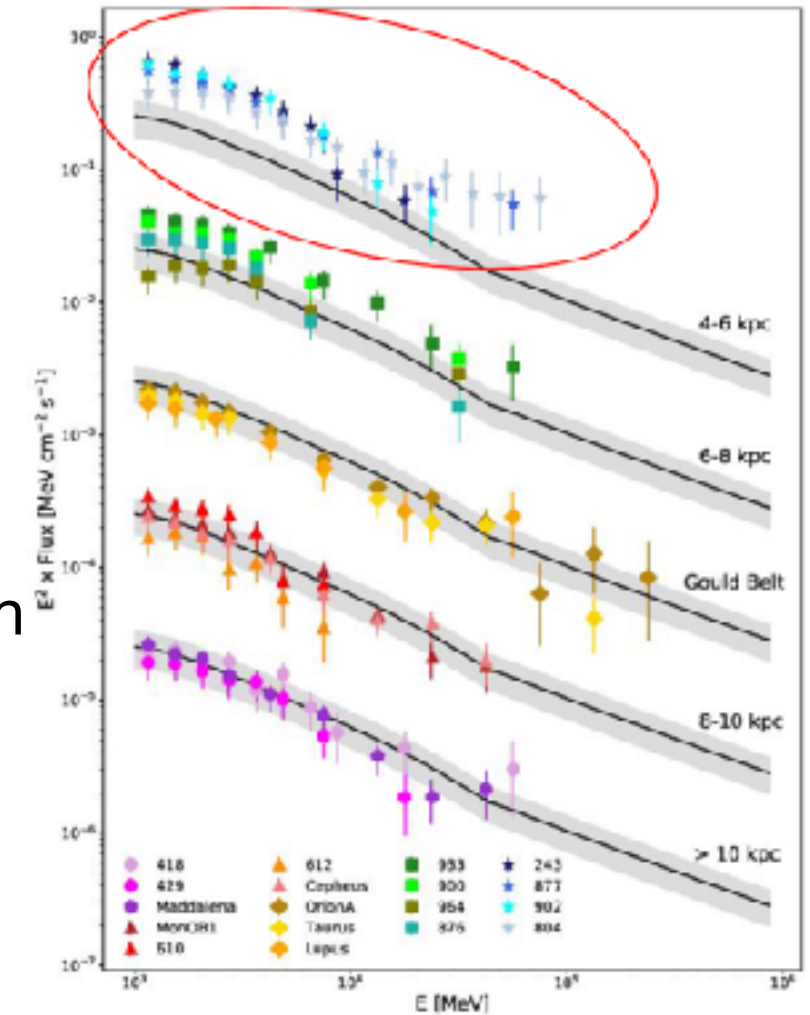 10⁰
10⁻¹
10⁻²
10⁻³
10⁻⁴
10⁻⁵
10⁻⁶
10⁻⁷
E² x Flux [MeV cm⁻² s⁻¹]
n
4-6 kpc
6-8 kpc
Gould Belt
8-10 kpc
> 10 kpc
418
429
Maddalena
MonOB1
612
Cepheus
OrionA
Taurus
Lupus
933
900
964
876
243
877
902
804
10³
10⁴
10⁵
10⁶
E [MeV]